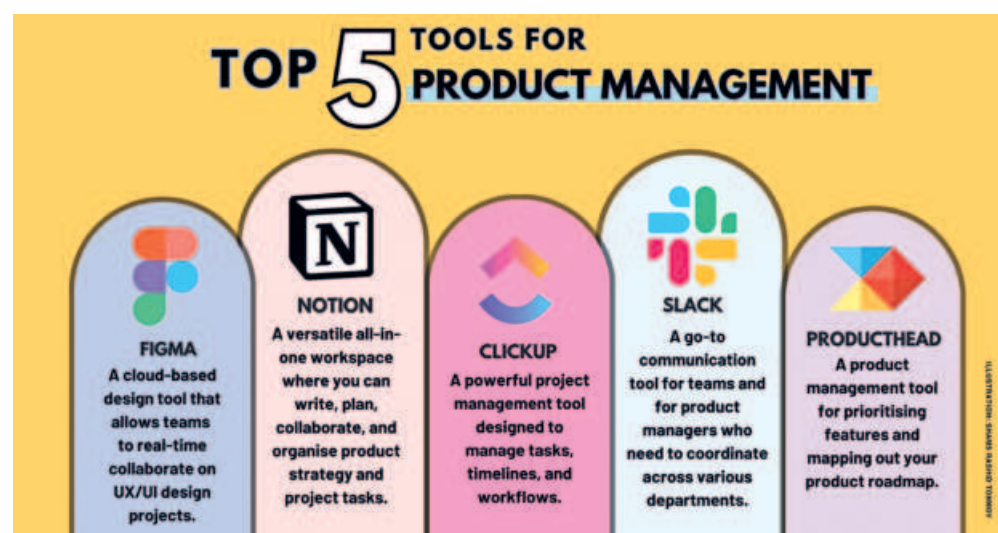 TOP 5 TOOLS FOR
PRODUCT MANAGEMENT
FIGMA
A cloud-based
design tool that
allows teams
to real-time
collaborate on
UX/UI design
projects.
N
NOTION
A versatile all-in-
one workspace
where you can
write, plan,
collaborate, and
organise product
strategy and
project tasks.
CLICKUP
A powerful project
management tool
designed to
manage tasks,
timelines, and
workflows.
SLACK
A go-to
communication
tool for teams and
for product
managers who
need to coordinate
across various
departments.
PRODUCTHEAD
A product
management tool
for prioritising
features and
mapping out your
product roadmap.
ILLUSTRATION: SHAMS RASHID TONMOY